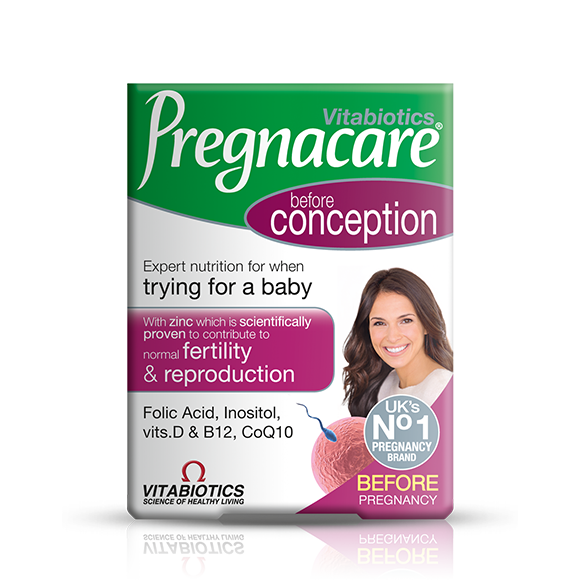 Vitabiotics
Pregnacare®
before
conception
Expert nutrition for when
trying for a baby
With zinc which is scientifically
proven to contribute to
normal fertility
& reproduction
Folic Acid, Inositol,
vits.D & B12, CoQ10
UK's
Nº1
PREGNANCY
BRAND
VITABIOTICS
SCIENCE OF HEALTHY LIVING
BEFORE
PREGNANCY